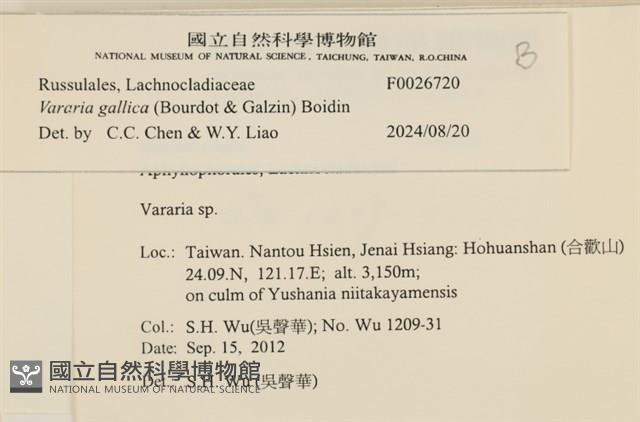 國立自然科學博物館
NATIONAL MUSEUM OF NATURAL SCIENCE, TAICHUNG, TAIWAN, R.O.CHINA
B
Russulales, Lachnocladiaceae F0026720
Vararia gallica (Bourdot & Galzin) Boidin
Det. by C.C. Chen & W.Y. Liao 2024/08/20
Vararia sp.
Loc.: Taiwan. Nantou Hsien, Jenai Hsiang: Hohuanshan (合歡山)
24.09.N, 121.17.E; alt. 3,150m;
on culm of Yushania niitakayamensis
Col.: S.H. Wu(吳聲華); No. Wu 1209-31
Date: Sep. 15, 2012
Det.: S.H. Wu(吳聲華)
國立自然科學博物館
NATIONAL MUSEUM OF NATURAL SCIENCE